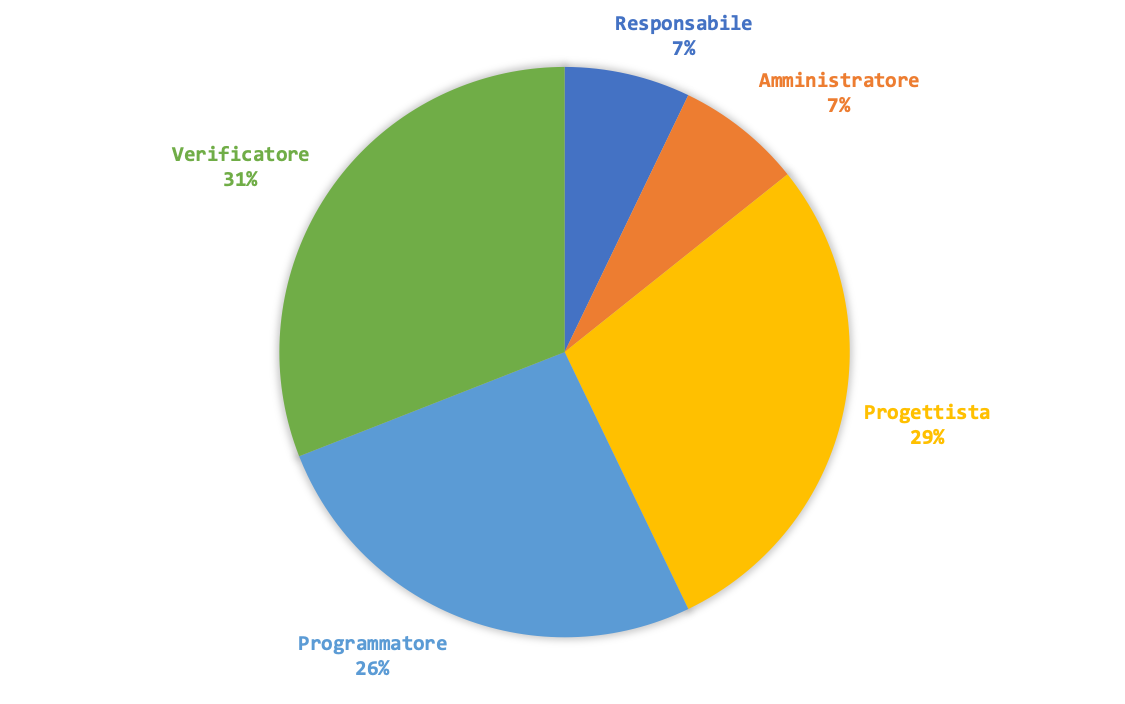 Responsabile
7%
Amministratore
7%
Verificatore
31%
Progettista
29%
Programmatore
26%